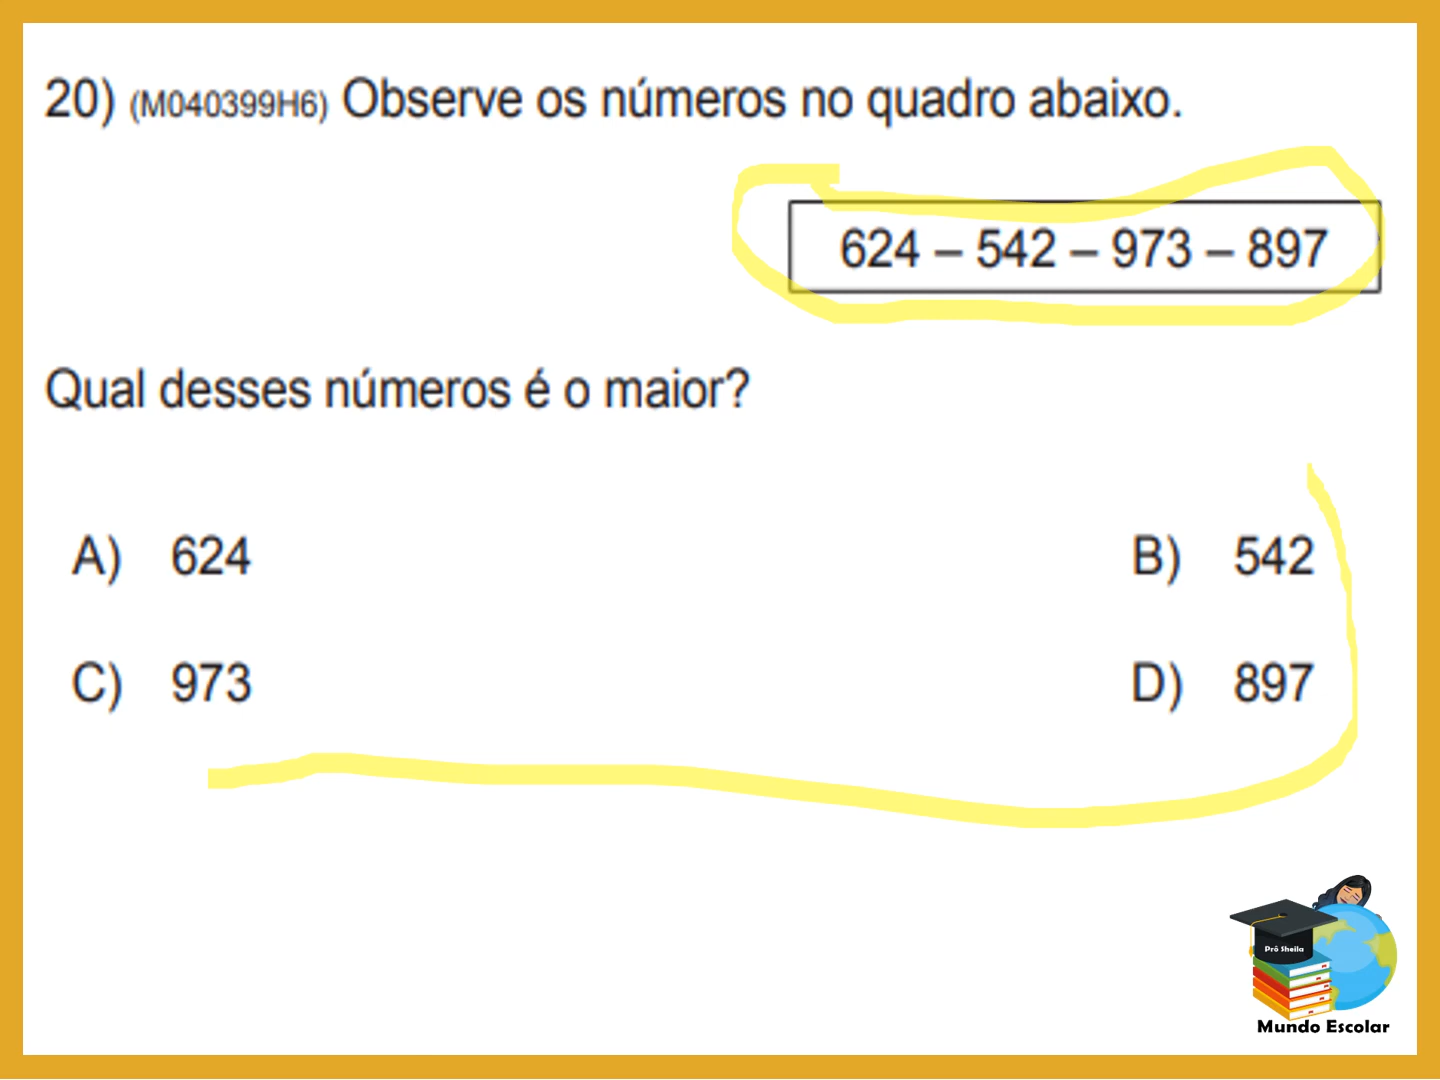 20) (M040399H6) Observe os números no quadro abaixo.
624 – 542 – 973 – 897
Qual desses números é o maior?
A) 624
B) 542
C) 973
D) 897
Prô Sheila
Mundo Escolar